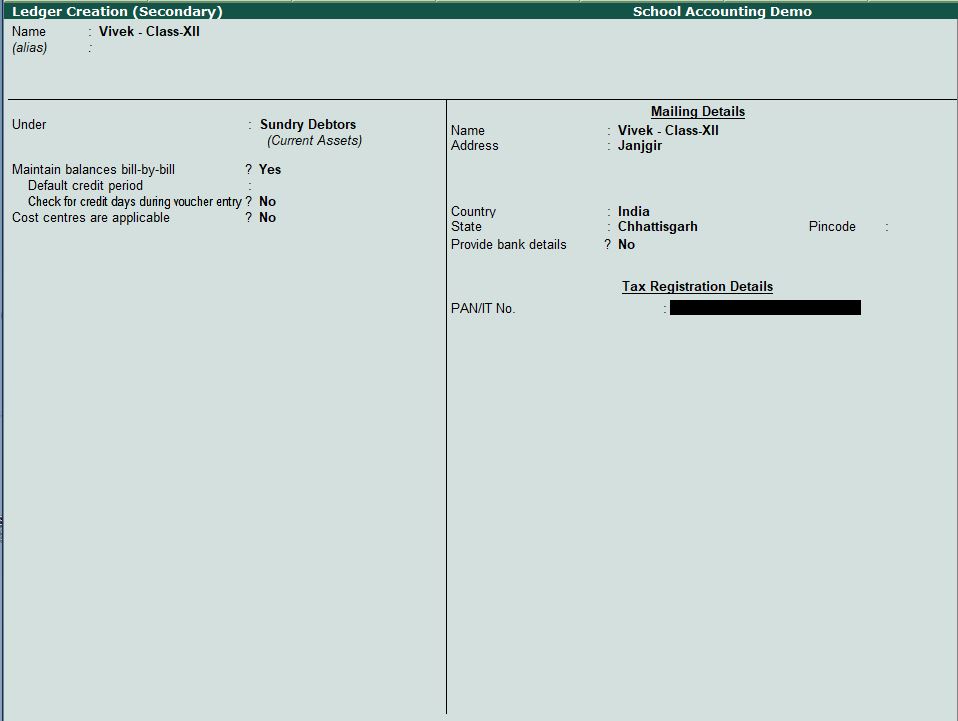 Ledger Creation (Secondary) School Accounting Demo
Name : Vivek - Class-XII
(alias) :
Under : Sundry Debtors
(Current Assets)
Maintain balances bill-by-bill ? Yes
Default credit period :
Check for credit days during voucher entry ? No
Cost centres are applicable ? No
Mailing Details
Name : Vivek - Class-XII
Address : Janjgir
Country : India
State : Chhattisgarh Pincode :
Provide bank details ? No
Tax Registration Details
PAN/IT No. :